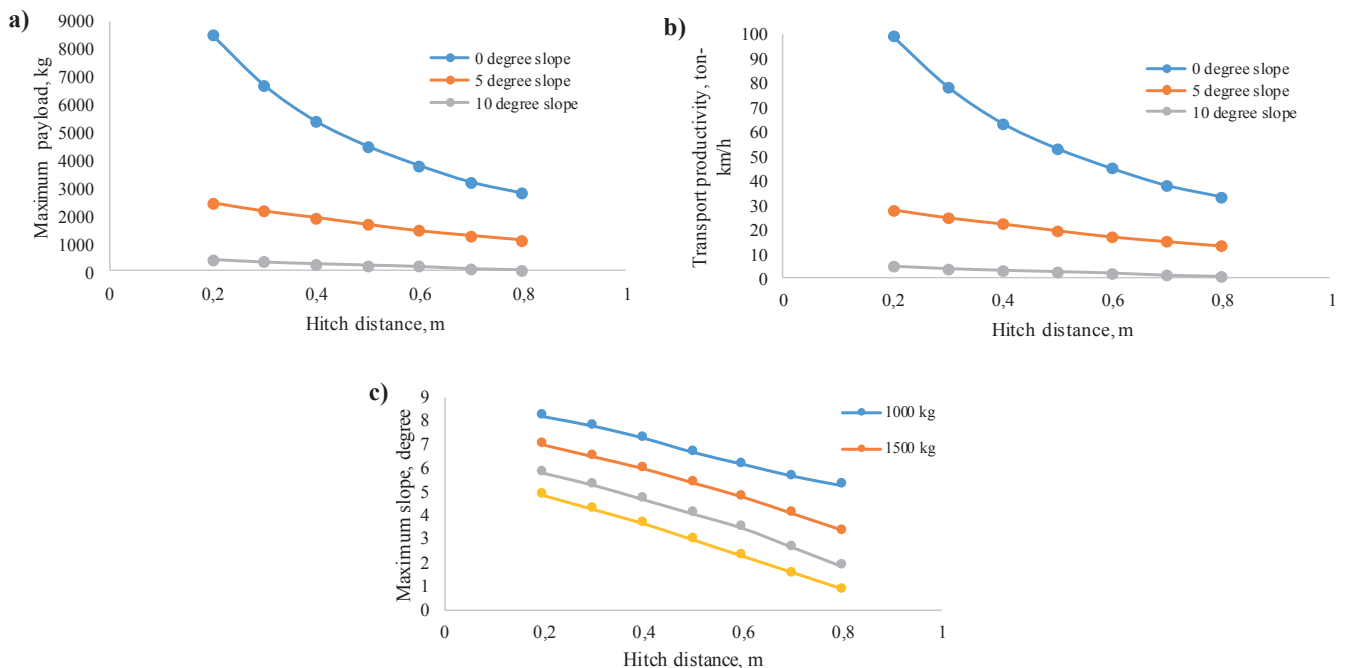 a)
Maximum payload, kg
9000
8000
7000
6000
5000
4000
3000
2000
1000
0
0 degree slope
5 degree slope
10 degree slope
0
0,2
0,4
0,6
0,8
1
Hitch distance, m
b)
Transport productivity, ton-
km/h
100
90
80
70
60
50
40
30
20
10
0
0 degree slope
5 degree slope
10 degree slope
0
0,2
0,4
0,6
0,8
1
Hitch distance, m
c)
Maximum slope, degree
9
8
7
6
5
4
3
2
1
0
1000 kg
1500 kg
0
0,2
0,4
0,6
0,8
1
Hitch distance, m